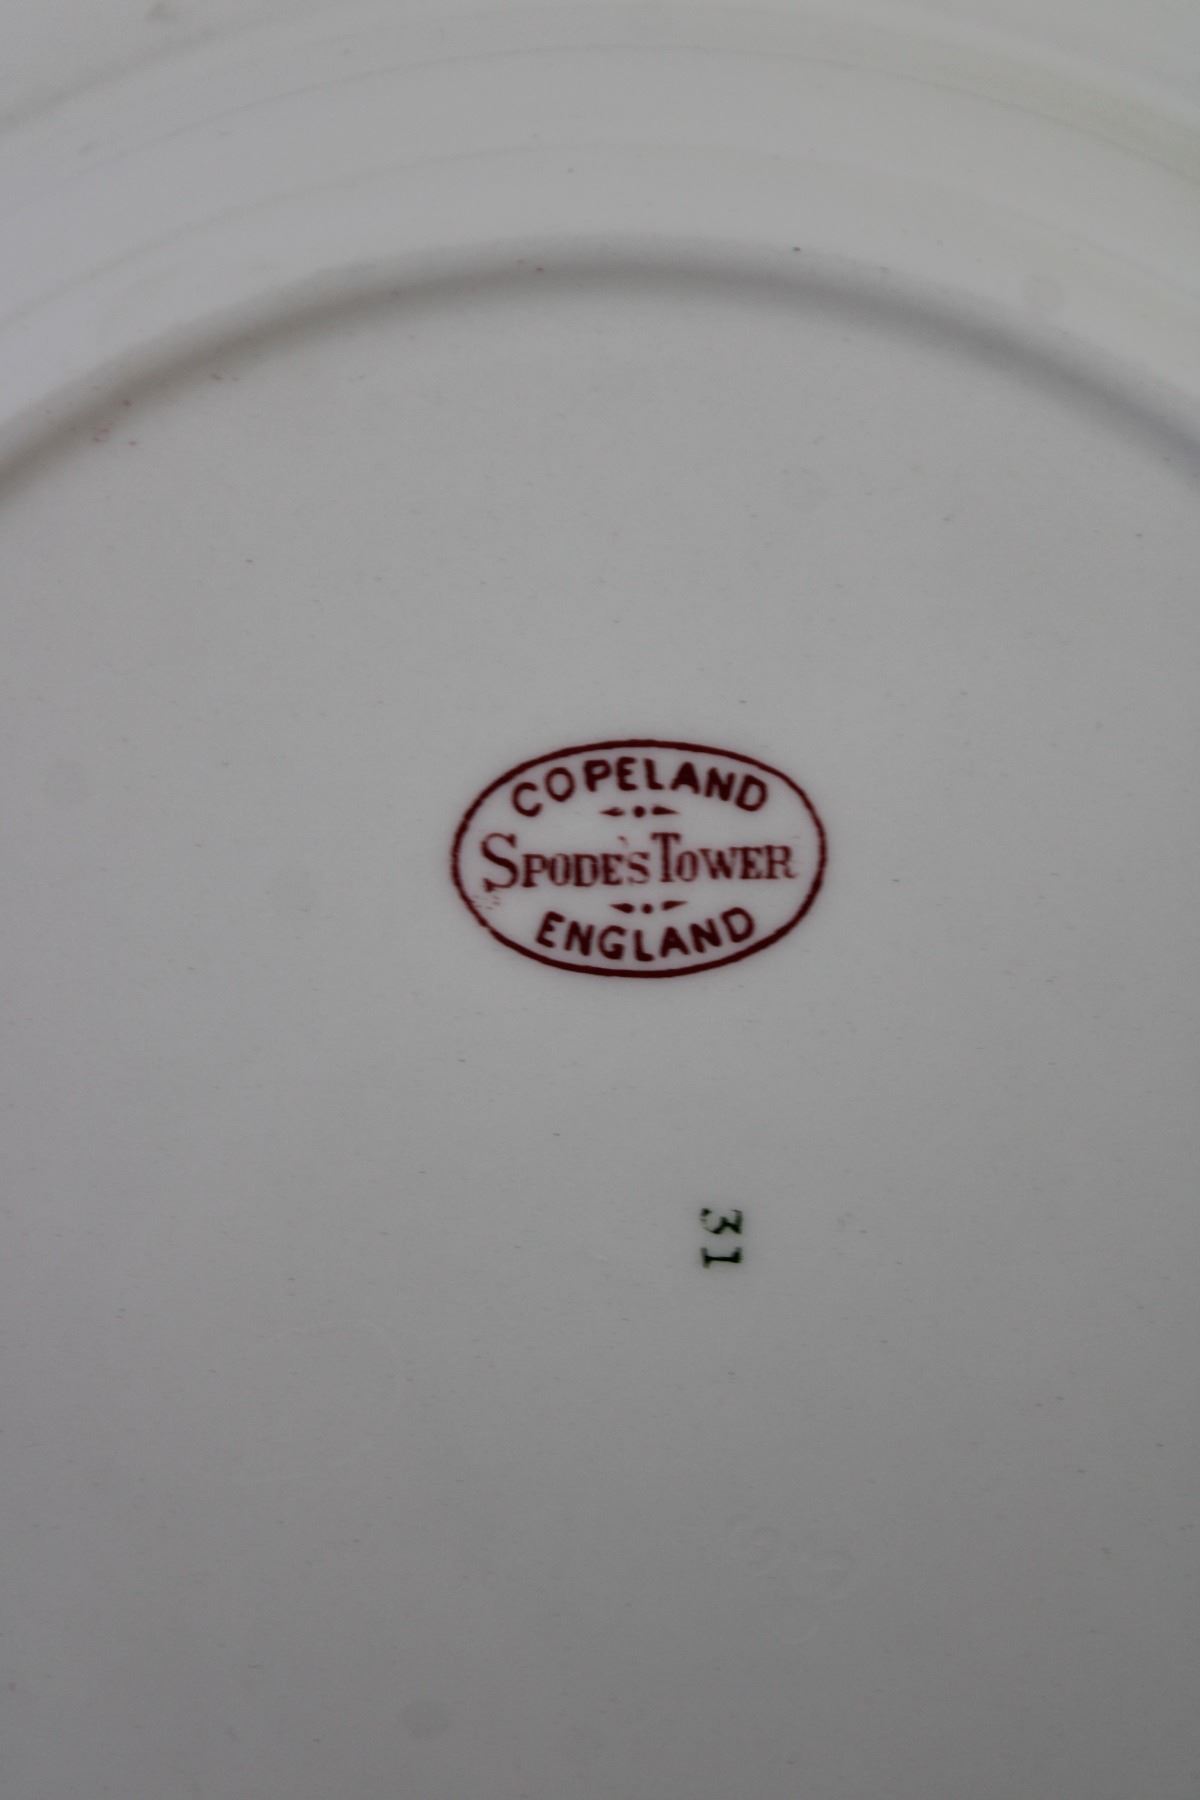 COPELAND
SPODE'S TOWER
ENGLAND
31